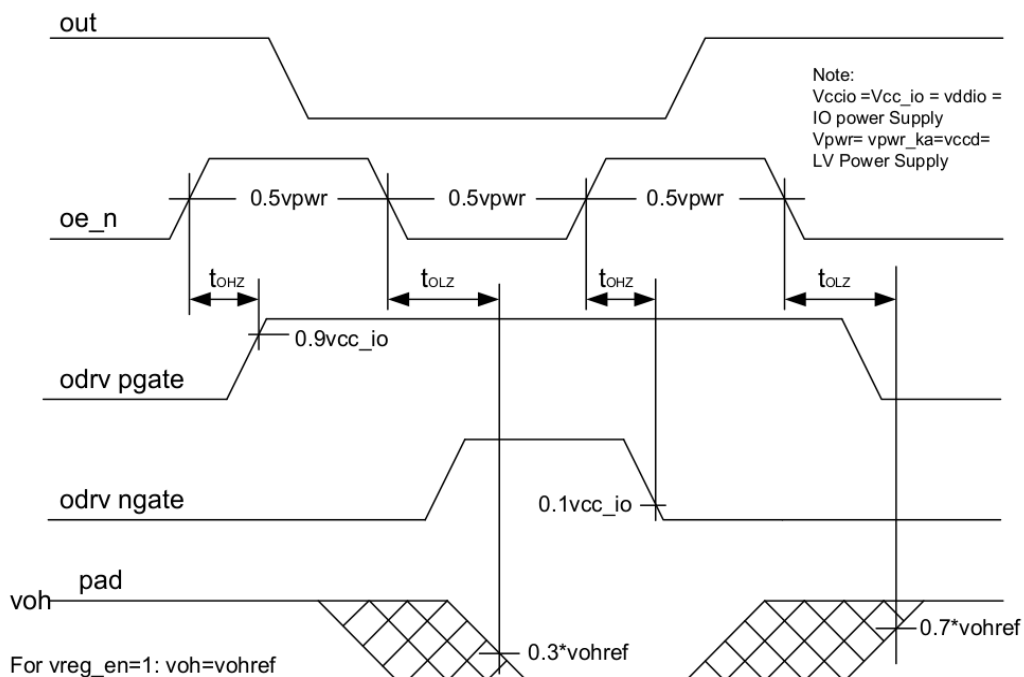 out
Note:
Vccio =Vcc_io = vddio =
IO power Supply
Vpwr= vpwr_ka=vccd=
LV Power Supply
0.5vpwr
0.5vpwr
0.5vpwr
oe_n
tOHZ
tOLZ
tOHZ
tOLZ
0.9vcc_io
odrv pgate
odrv ngate
0.1vcc_io
pad
voh
0.7*vohref
0.3*vohref
For vreg_en=1: voh=vohref